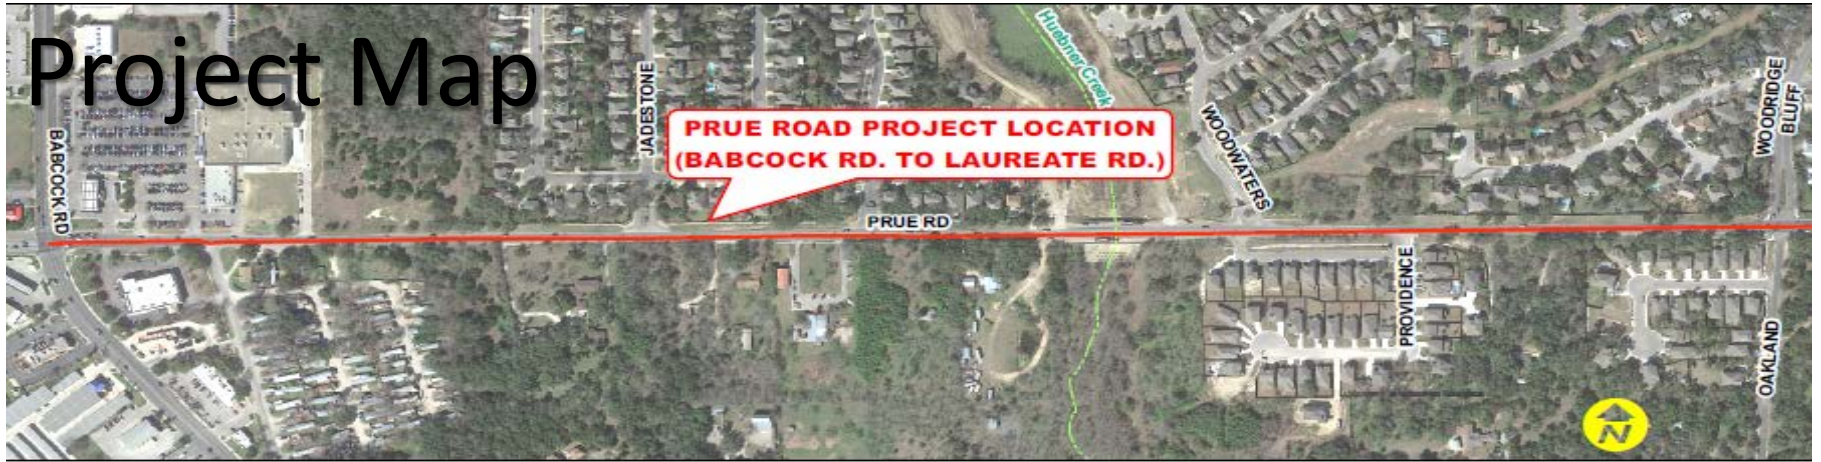 Project Map
Huebner Creek
BABCOCK RD
JADESTONE
PRUE ROAD PROJECT LOCATION
(BABCOCK RD. TO LAUREATE RD.)
WOODWATERS
WOODRIDGE
BLUFF
PRUE RD
PROVIDENCE
OAKLAND
N